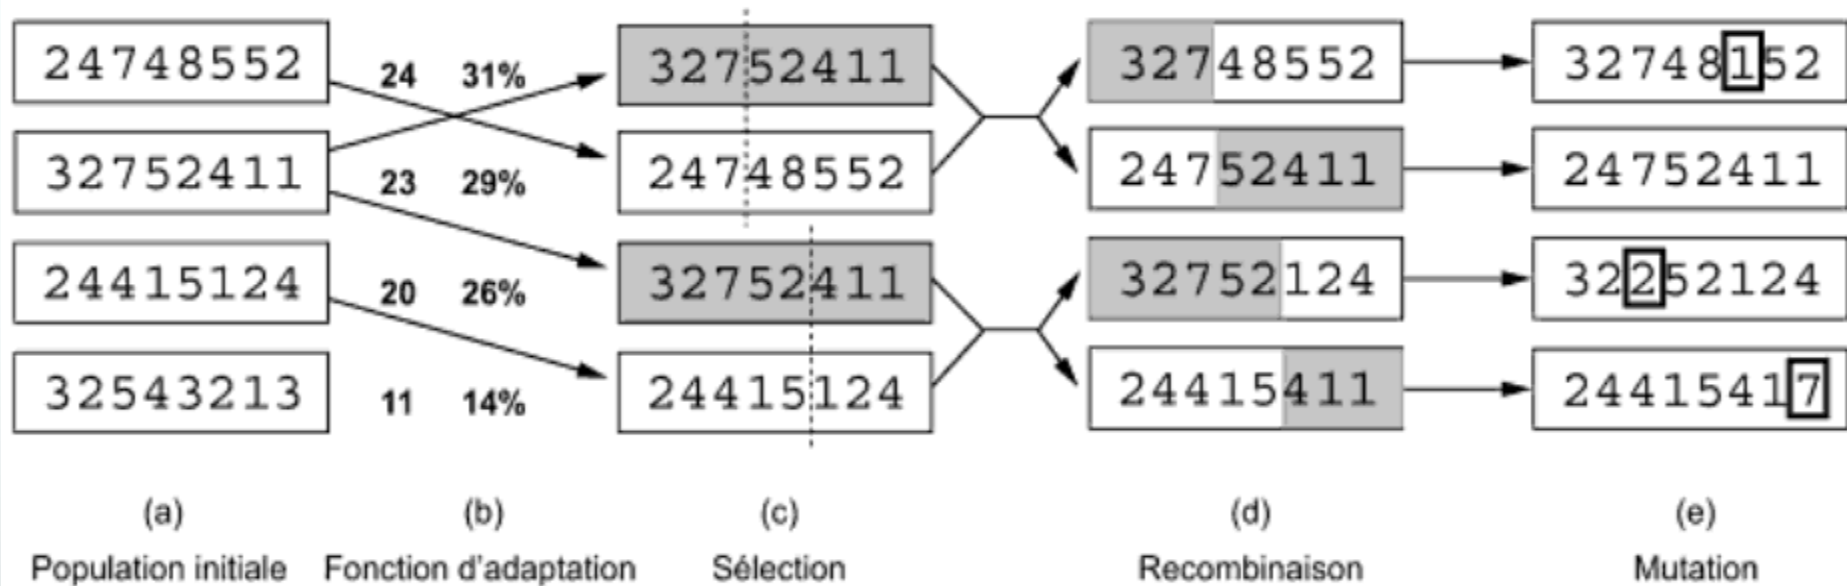 24748552 24 31% 32752411 32748552 32748152
32752411 23 29% 24748552 24752411 24752411
24415124 20 26% 32752411 32752124 32252124
32543213 11 14% 24415124 24415411 24415417
(a) (b) (c) (d) (e)
Population initiale Fonction d'adaptation Sélection Recombinaison Mutation